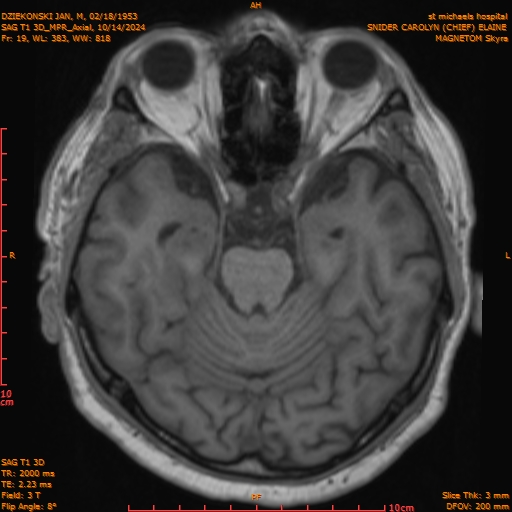 AH
DZIEKONSKI JAN, M, 02/18/1953
SAG T1 3D_MPR_Axial, 10/14/2024
Fr: 19, WL: 383, WW: 818
st michaels hospital
SNIDER CAROLYN (CHIEF) ELAINE
MAGNETOM Skyra
R
L
10
cm
SAG T1 3D
TR: 2000 ms
TE: 2.23 ms
Field: 3 T
Flip Angle: 8°
PF
10cm
Slice Thk: 3 mm
DFOV: 200 mm